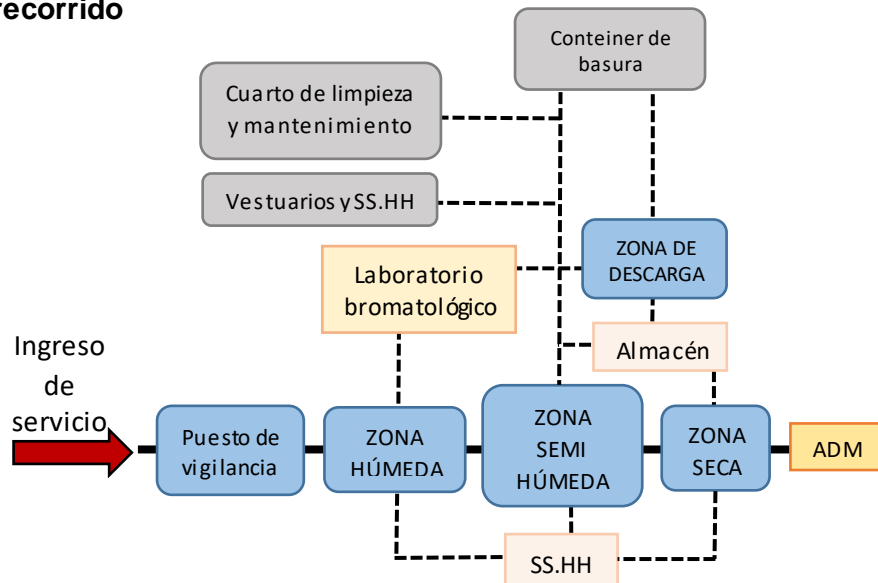 recorrido
Conteiner de
basura
Cuarto de limpieza
y mantenimiento
Vestuarios y SS.HH
ZONA DE
DESCARGA
Laboratorio
bromatológico
Almacén
Ingreso
de
servicio
Puesto de
vigilancia
ZONA
HÚMEDA
ZONA
SEMI
HÚMEDA
ZONA
SECA
ADM
SS.HH